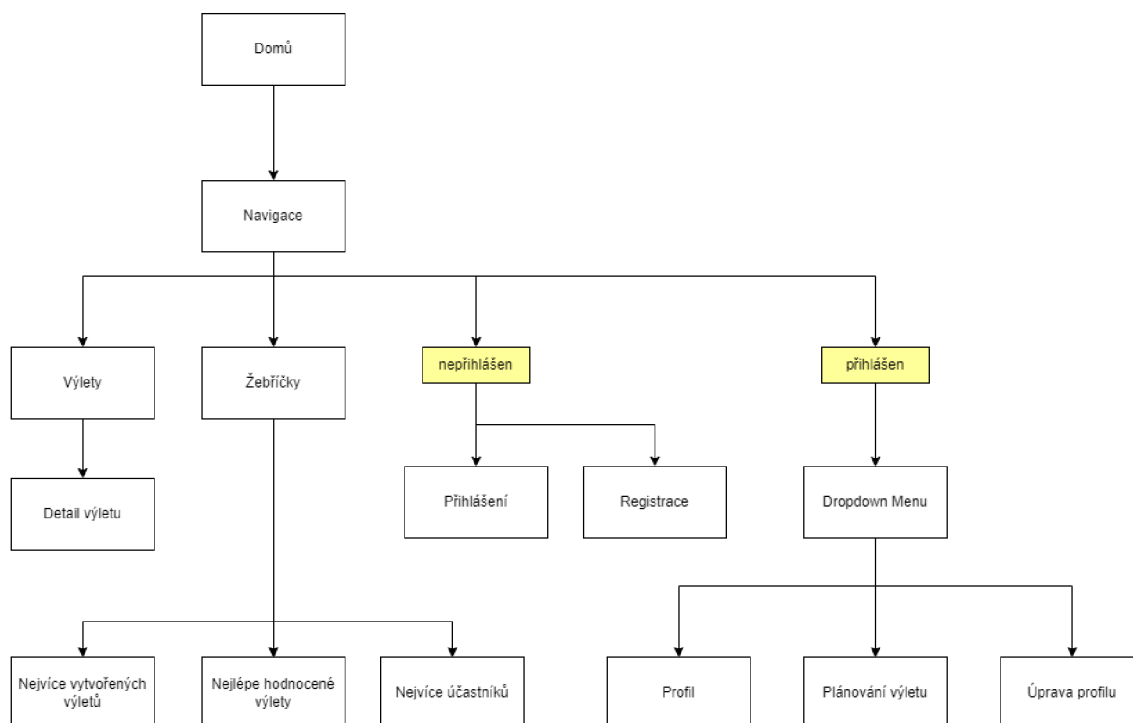 Domů
Navigace
Výlety
Žebříčky
nepřihlášen
přihlášen
Detail výletu
Přihlášení
Registrace
Dropdown Menu
Nejvíce vytvořených
výletů
Nejlépe hodnocené
výlety
Nejvíce účastníků
Profil
Plánování výletu
Úprava profilu